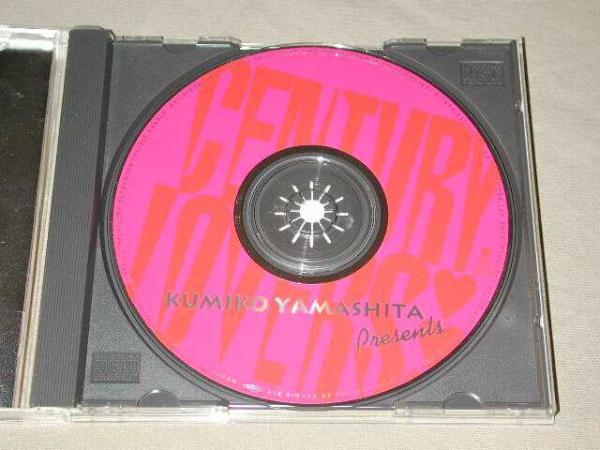 CENTURY
LOVERS
KUMIKO YAMASHITA
Presents